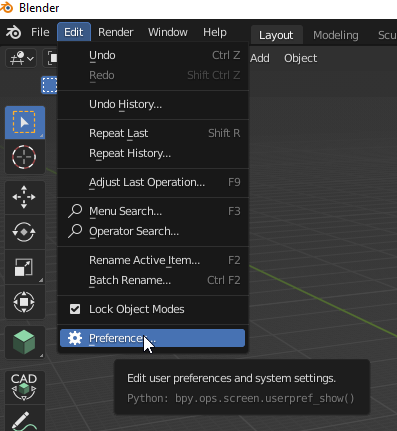 Blender
File Edit Render Window Help Layout Modeling Scu
Add Object
Undo Ctrl Z
Redo Shift Ctrl Z
Undo History...
Repeat Last Shift R
Repeat History...
Adjust Last Operation... F9
Menu Search... F3
Operator Search...
Rename Active Item... F2
Batch Rename... Ctrl F2
Lock Object Modes
Preferences...
Edit user preferences and system settings.
Python: bpy.ops.screen.userpref_show()
CAD